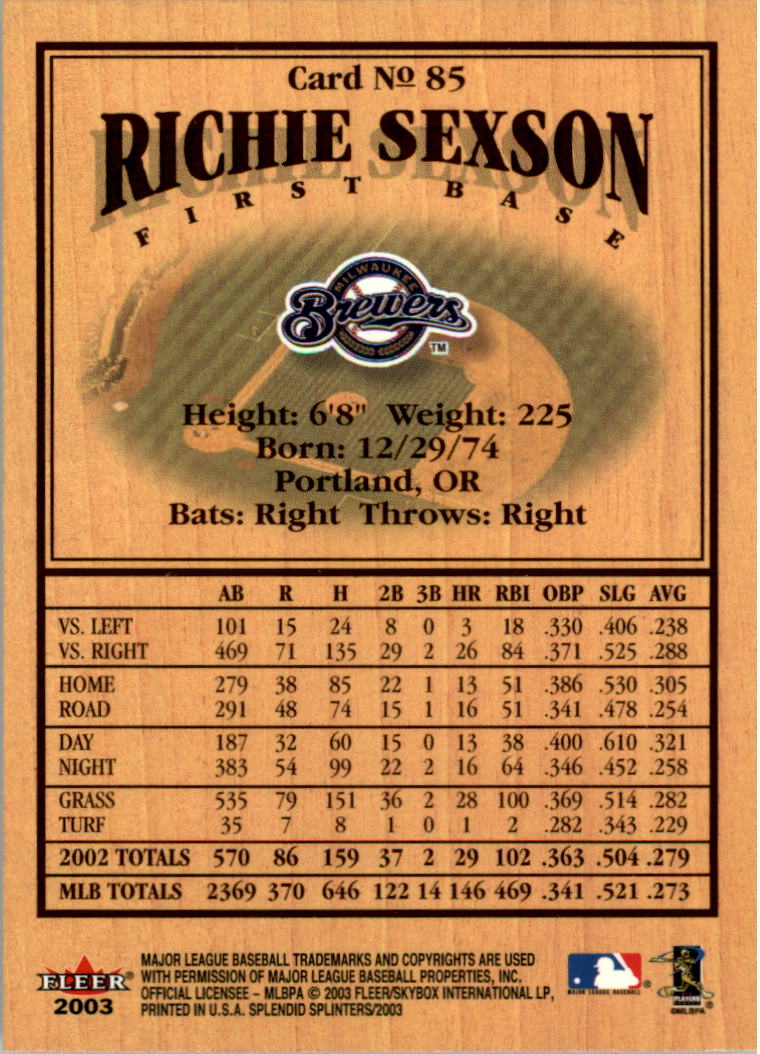 Card Nº 85
RICHIE SEXSON
FIRST BASE
MILWAUKEE
Brewers
TM
Height: 6'8" Weight: 225
Born: 12/29/74
Portland, OR
Bats: Right Throws: Right
AB R H 2B 3B HR RBI OBP SLG AVG
VS. LEFT 101 15 24 8 0 3 18 .330 .406 .238
VS. RIGHT 469 71 135 29 2 26 84 .371 .525 .288
HOME 279 38 85 22 1 13 51 .386 .530 .305
ROAD 291 48 74 15 1 16 51 .341 .478 .254
DAY 187 32 60 15 0 13 38 .400 .610 .321
NIGHT 383 54 99 22 2 16 64 .346 .452 .258
GRASS 535 79 151 36 2 28 100 .369 .514 .282
TURF 35 7 8 1 0 1 2 .282 .343 .229
2002 TOTALS 570 86 159 37 2 29 102 .363 .504 .279
MLB TOTALS 2369 370 646 122 14 146 469 .341 .521 .273
FLEER®
2003
MAJOR LEAGUE BASEBALL TRADEMARKS AND COPYRIGHTS ARE USED
WITH PERMISSION OF MAJOR LEAGUE BASEBALL PROPERTIES, INC.
OFFICIAL LICENSEE – MLBPA © 2003 FLEER/SKYBOX INTERNATIONAL LP,
PRINTED IN U.S.A. SPLENDID SPLINTERS/2003
MAJOR LEAGUE BASEBALL®
PLAYERS
©MLBPA®